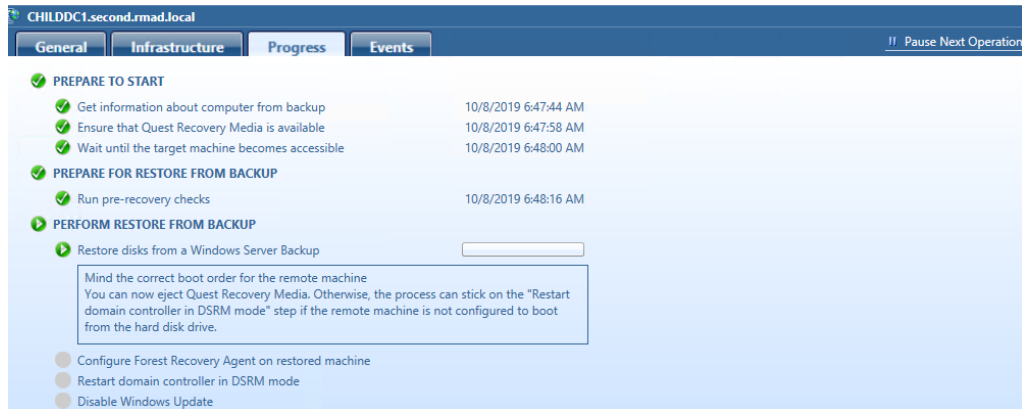 CHILDDC1.second.rmad.local
General Infrastructure Progress Events Pause Next Operation
PREPARE TO START
Get information about computer from backup 10/8/2019 6:47:44 AM
Ensure that Quest Recovery Media is available 10/8/2019 6:47:58 AM
Wait until the target machine becomes accessible 10/8/2019 6:48:00 AM
PREPARE FOR RESTORE FROM BACKUP
Run pre-recovery checks 10/8/2019 6:48:16 AM
PERFORM RESTORE FROM BACKUP
Restore disks from a Windows Server Backup
Mind the correct boot order for the remote machine
You can now eject Quest Recovery Media. Otherwise, the process can stick on the "Restart
domain controller in DSRM mode" step if the remote machine is not configured to boot
from the hard disk drive.
Configure Forest Recovery Agent on restored machine
Restart domain controller in DSRM mode
Disable Windows Update